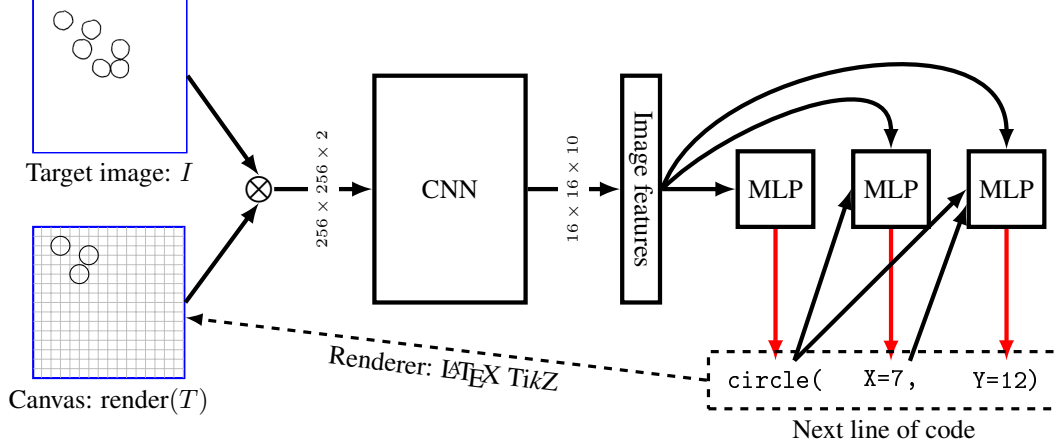 Target image: I
256 × 256 × 2
CNN
16 × 16 × 10
Image features
MLP
MLP
MLP
Canvas: render(T)
Renderer: LATEX TikZ
circle( X=7, Y=12)
Next line of code